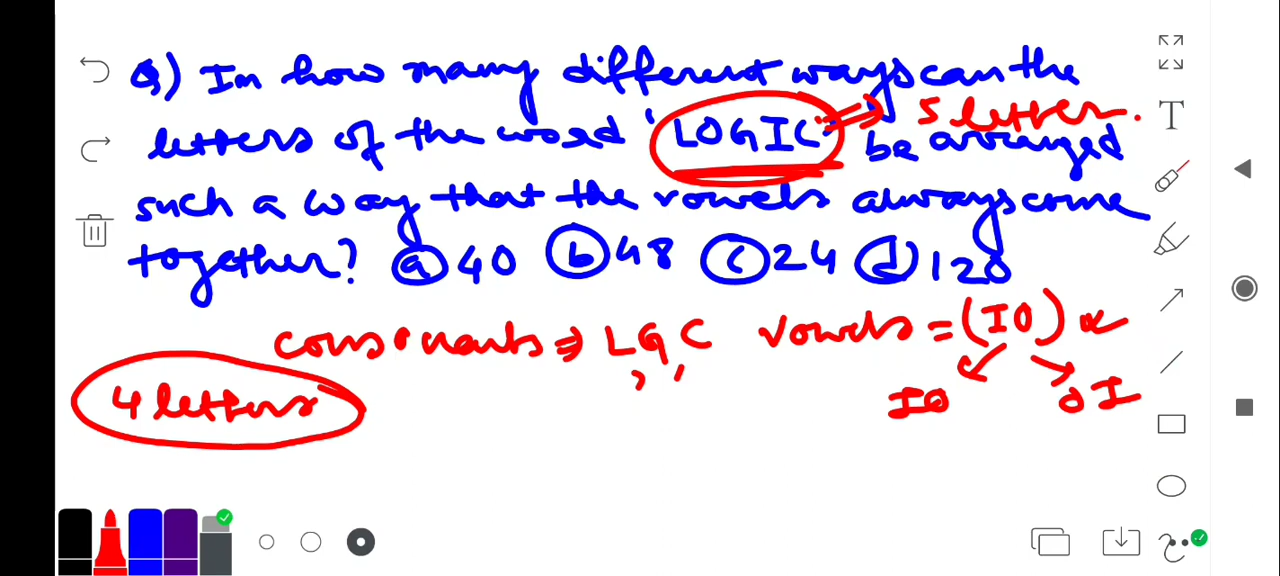 Q) In how many different ways can the
letters of the word 'LOGIC' be arranged
⇒ 5 letter.
such a way that the vowels always come
together? (a) 40 (b) 48 (c) 24 (d) 120
consonants ⇒ L, G, C vowels = (IO)
4 letters
IO OI
T